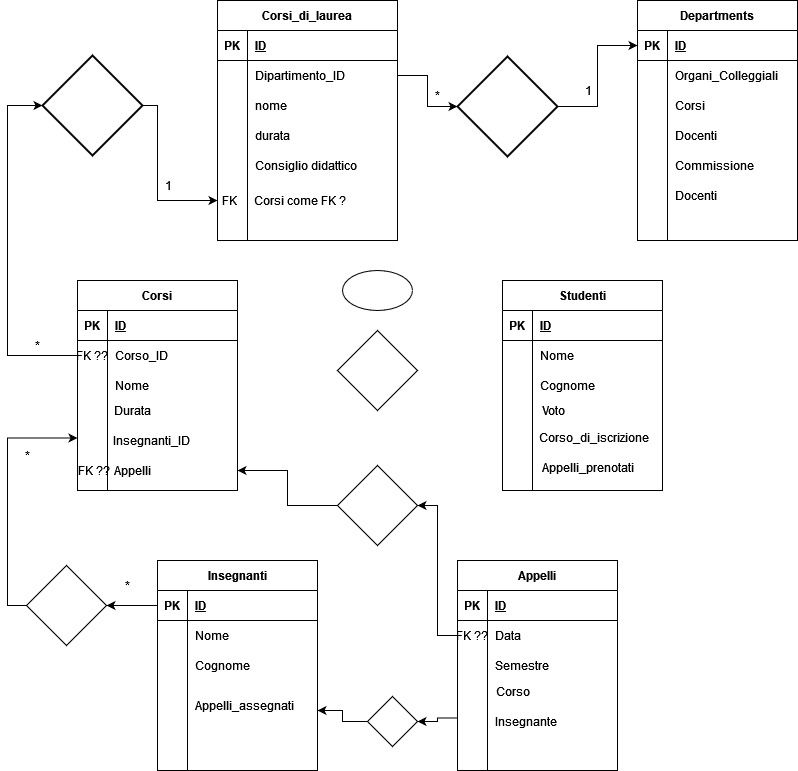 Corsi_di_laurea
PK ID
Dipartimento_ID
nome
durata
Consiglio didattico
FK Corsi come FK ?
Departments
PK ID
Organi_Colleggiali
Corsi
Docenti
Commissione
Docenti
*
1
1
*
Corsi
PK ID
FK ?? Corso_ID
Nome
Durata
Insegnanti_ID
FK ?? Appelli
Studenti
PK ID
Nome
Cognome
Voto
Corso_di_iscrizione
Appelli_prenotati
*
*
Insegnanti
PK ID
Nome
Cognome
Appelli_assegnati
Appelli
PK ID
FK ?? Data
Semestre
Corso
Insegnante